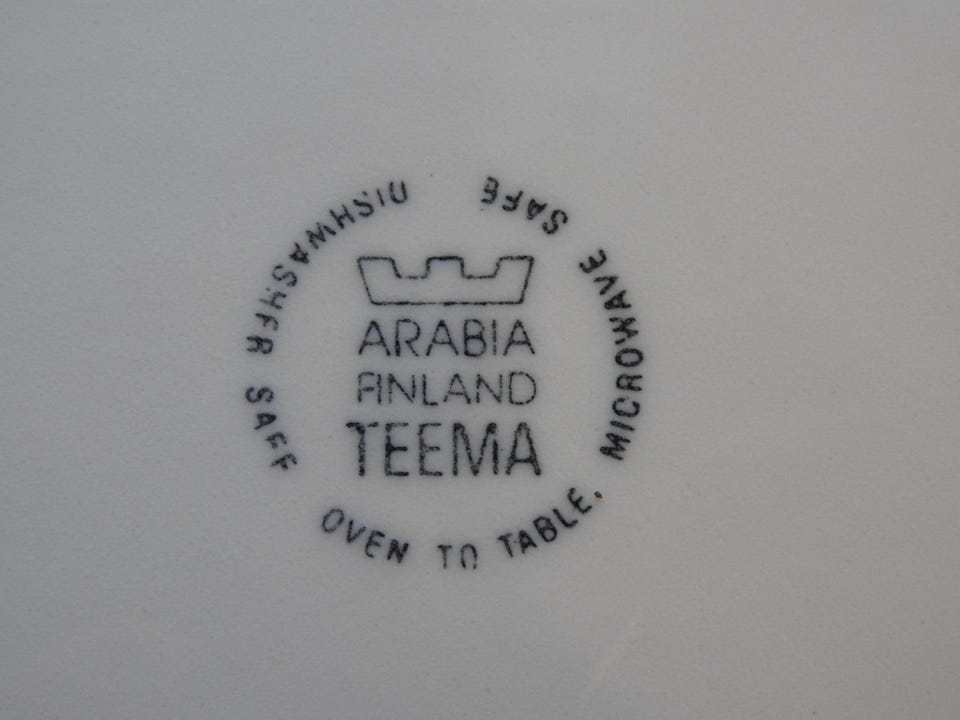 ARABIA
FINLAND
TEEMA
DISHWASHER SAFE
OVEN TO TABLE.
MICROWAVE SAFE